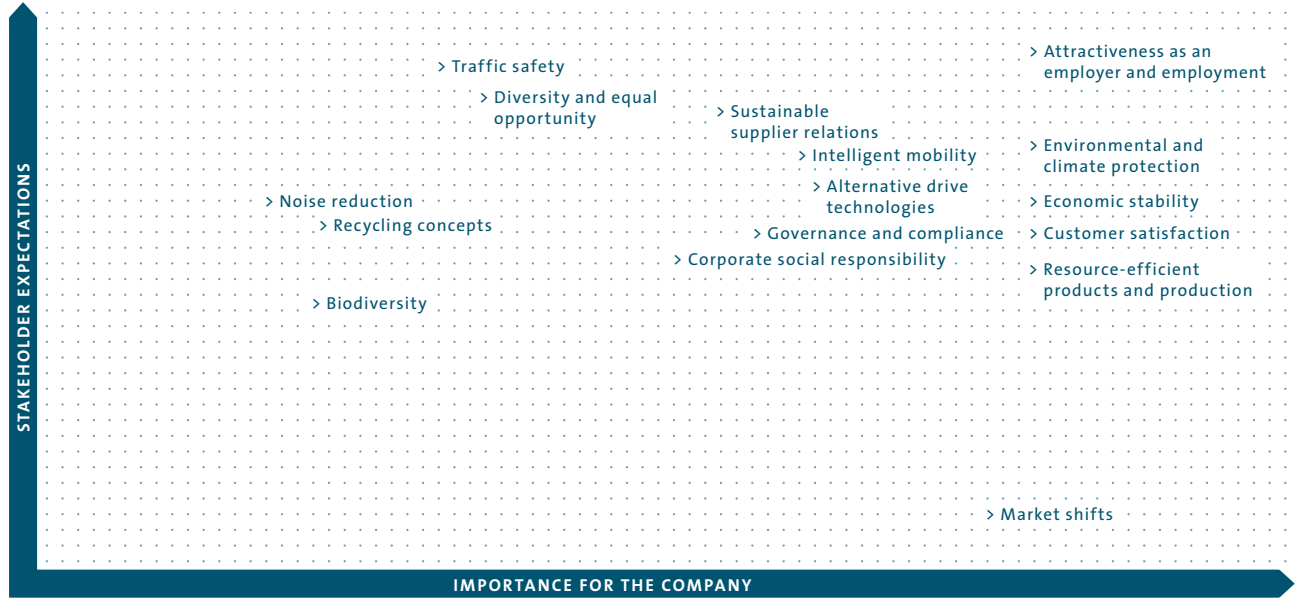 > Attractiveness as an
employer and employment
> Traffic safety
> Diversity and equal
opportunity
> Sustainable
supplier relations
> Environmental and
climate protection
> Intelligent mobility
> Alternative drive
technologies
> Noise reduction
> Economic stability
> Recycling concepts
> Governance and compliance
> Customer satisfaction
> Corporate social responsibility
> Resource-efficient
products and production
> Biodiversity
> Market shifts
STAKEHOLDER EXPECTATIONS
IMPORTANCE FOR THE COMPANY